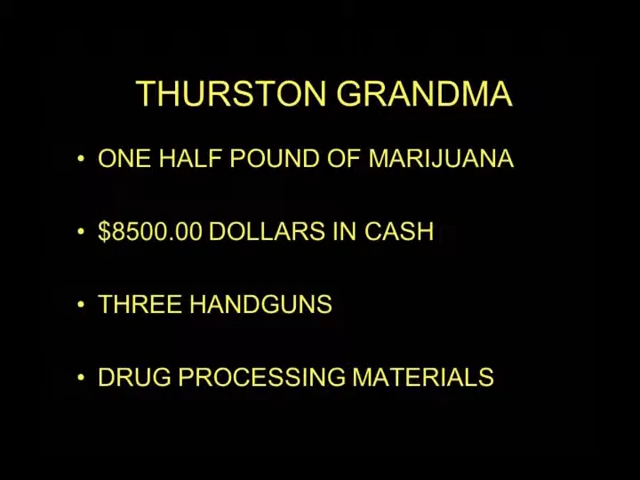 THURSTON GRANDMA
• ONE HALF POUND OF MARIJUANA
• $8500.00 DOLLARS IN CASH
• THREE HANDGUNS
• DRUG PROCESSING MATERIALS